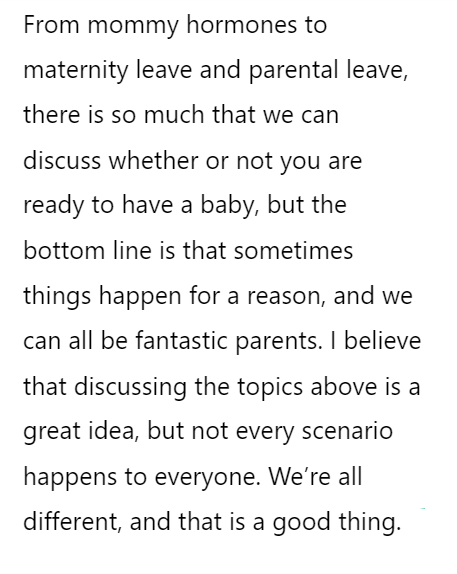 From mommy hormones to
maternity leave and parental leave,
there is so much that we can
discuss whether or not you are
ready to have a baby, but the
bottom line is that sometimes
things happen for a reason, and we
can all be fantastic parents. I believe
that discussing the topics above is a
great idea, but not every scenario
happens to everyone. We’re all
different, and that is a good thing.